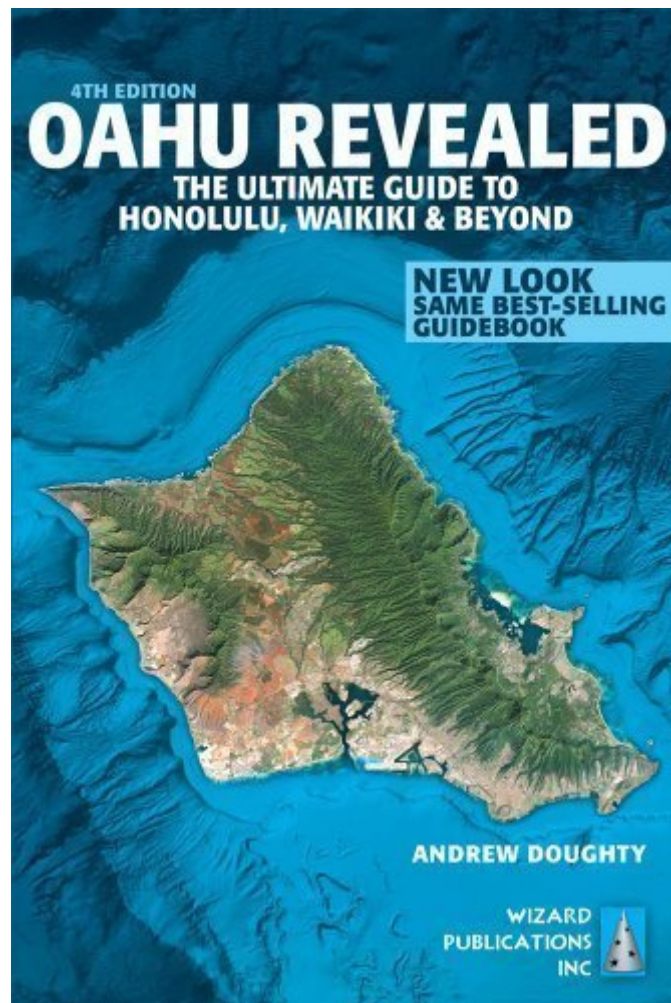 4TH EDITION
OAHU REVEALED
THE ULTIMATE GUIDE TO
HONOLULU, WAIKIKI & BEYOND
NEW LOOK
SAME BEST-SELLING
GUIDEBOOK
ANDREW DOUGHTY
WIZARD
PUBLICATIONS
INC